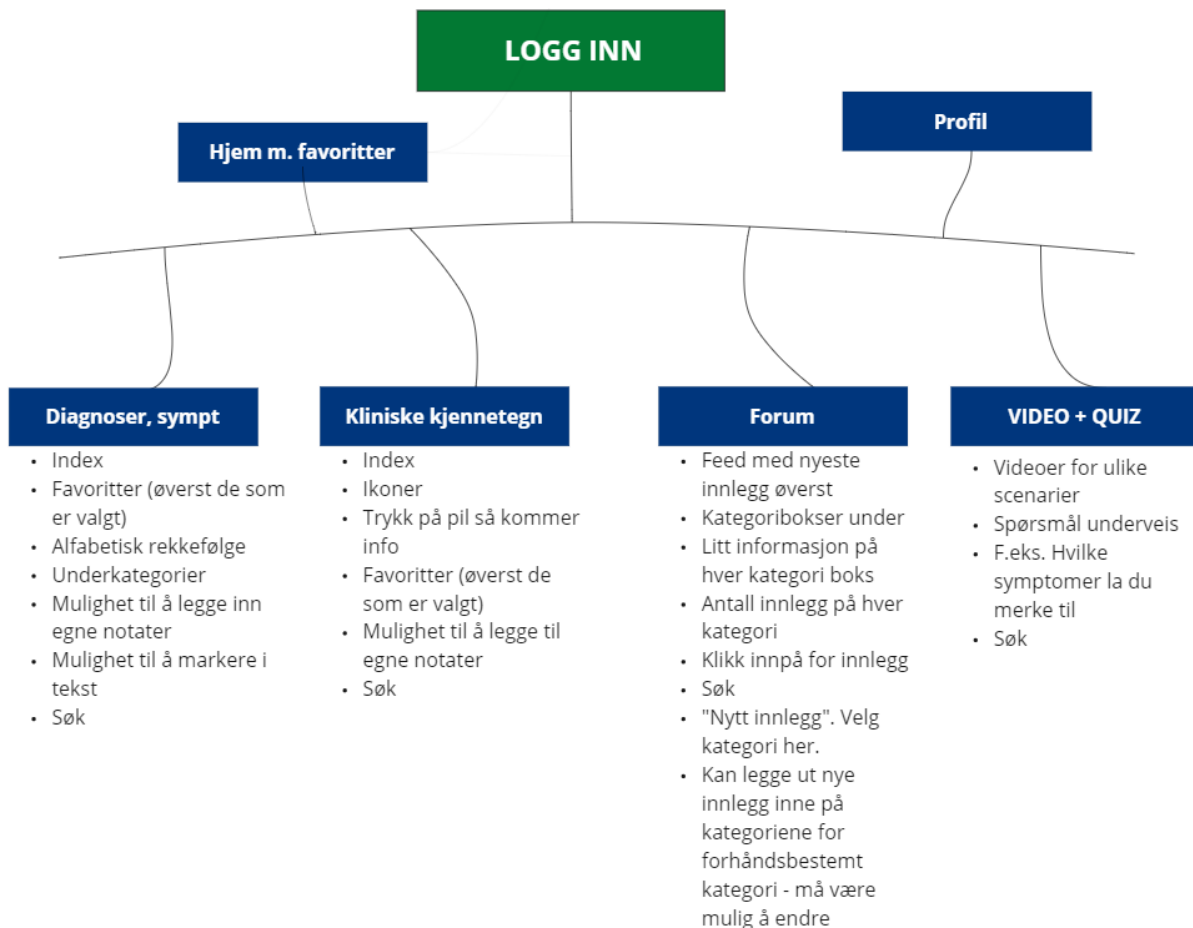 LOGG INN
Profil
Hjem m. favoritter
Diagnoser, sympt
• Index
• Favoritter (øverst de som
er valgt)
• Alfabetisk rekkefølge
• Underkategorier
• Mulighet til å legge inn
egne notater
• Mulighet til å markere i
tekst
• Søk
Kliniske kjennetegn
• Index
• Ikoner
• Trykk på pil så kommer
info
• Favoritter (øverst de
som er valgt)
• Mulighet til å legge til
egne notater
• Søk
Forum
• Feed med nyeste
innlegg øverst
• Kategoribokser under
• Litt informasjon på
hver kategori boks
• Antall innlegg på hver
kategori
• Klikk innpå for innlegg
• Søk
• "Nytt innlegg". Velg
kategori her.
• Kan legge ut nye
innlegg inne på
kategoriene for
forhåndsbestemt
kategori - må være
mulig å endre
VIDEO + QUIZ
• Videoer for ulike
scenarier
• Spørsmål underveis
• F.eks. Hvilke
symptomer la du
merke til
• Søk